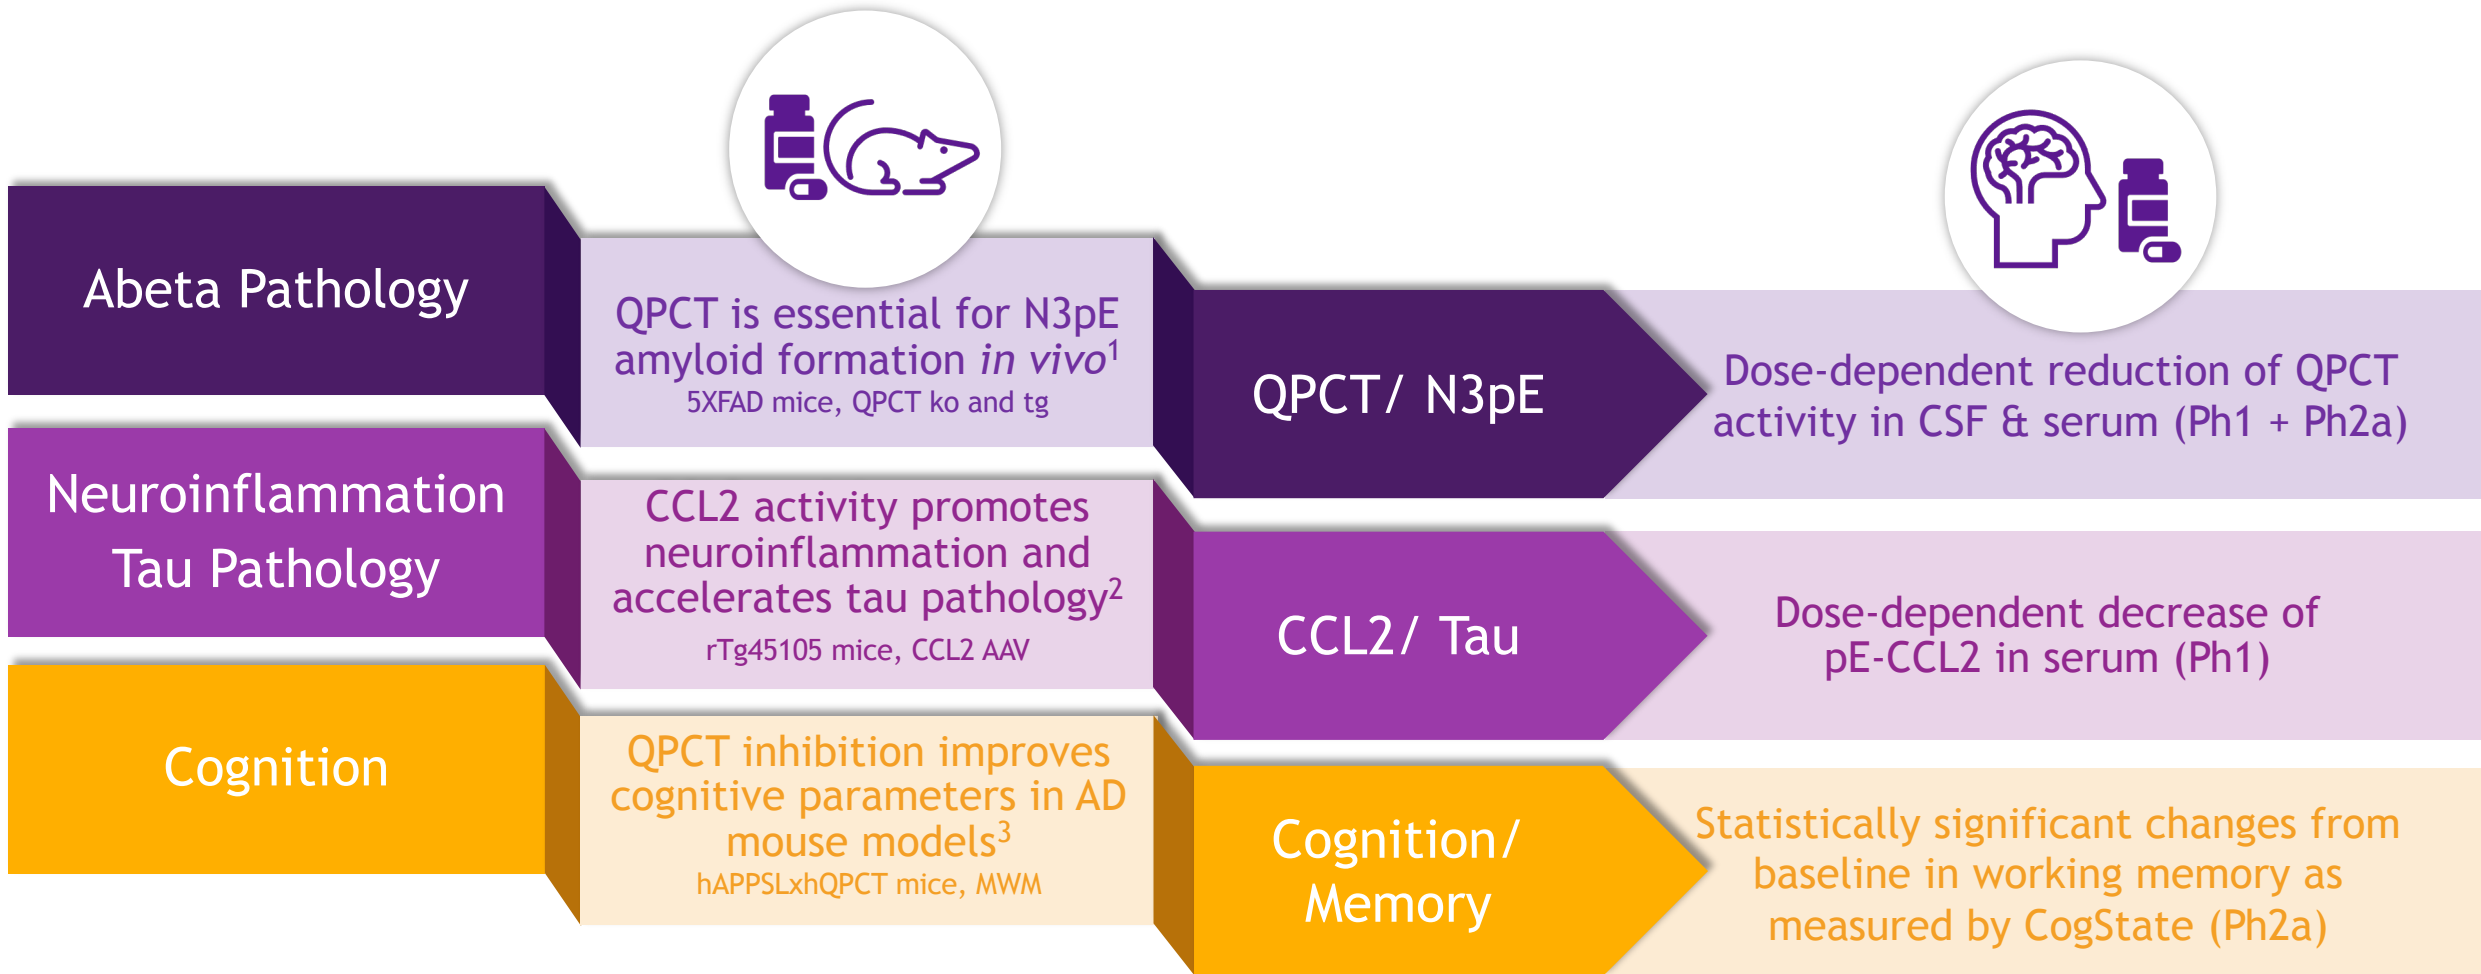 Abeta Pathology
QPCT is essential for N3pE
amyloid formation in vivo1
5XFAD mice, QPCT ko and tg
QPCT/ N3pE
Dose-dependent reduction of QPCT
activity in CSF & serum (Ph1 + Ph2a)
Neuroinflammation
Tau Pathology
CCL2 activity promotes
neuroinflammation and
accelerates tau pathology2
rTg45105 mice, CCL2 AAV
CCL2/ Tau
Dose-dependent decrease of
pE-CCL2 in serum (Ph1)
Cognition
QPCT inhibition improves
cognitive parameters in AD
mouse models3
hAPPSLxhQPCT mice, MWM
Cognition/
Memory
Statistically significant changes from
baseline in working memory as
measured by CogState (Ph2a)